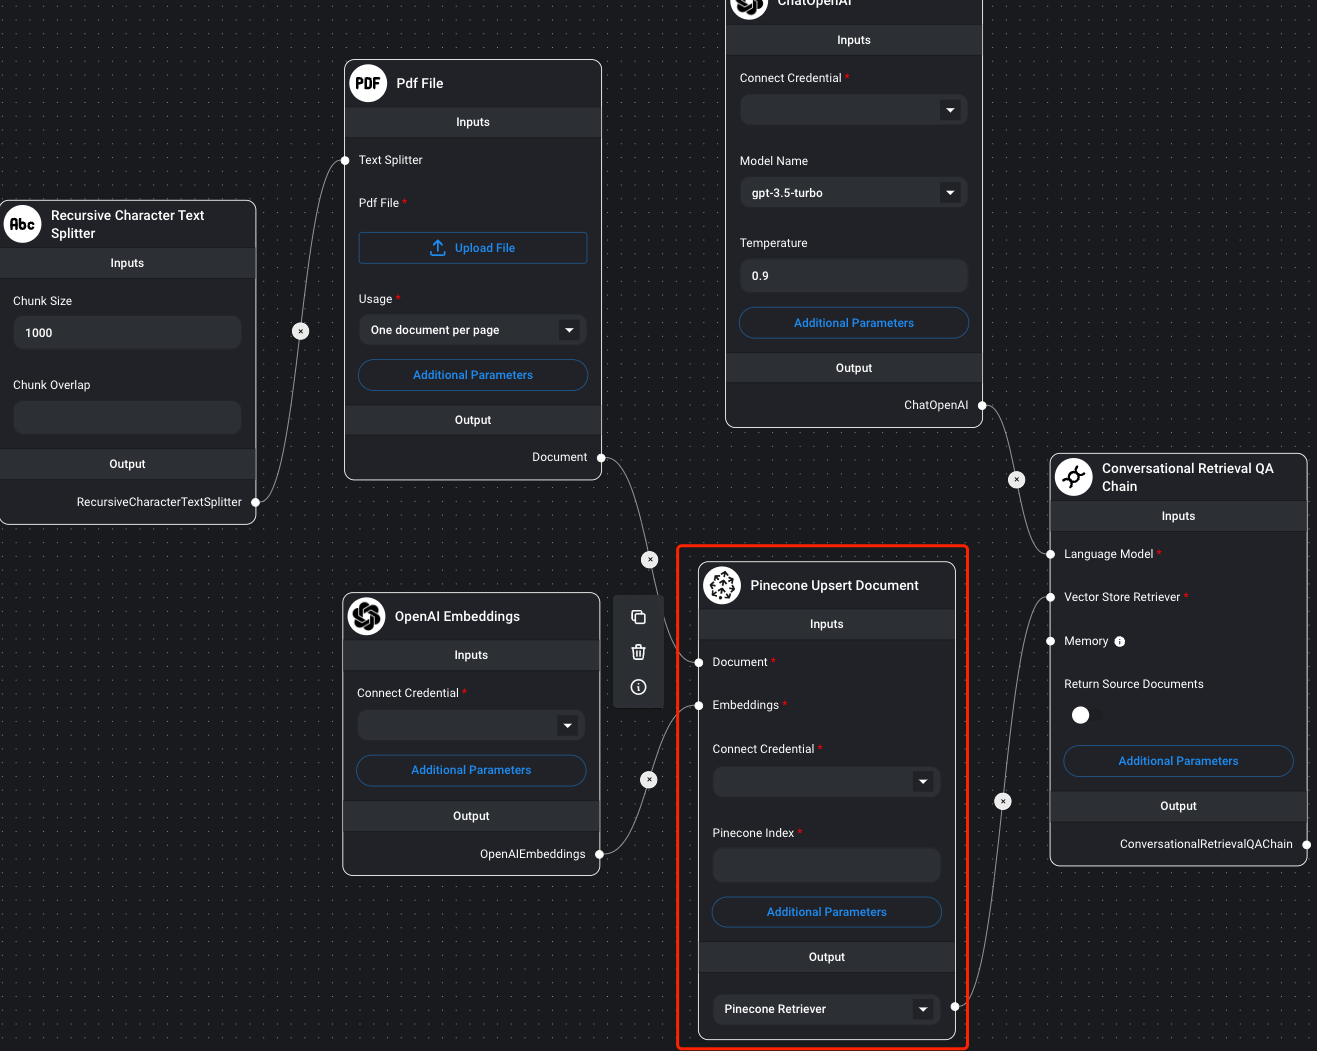 ChatOpenAI
Inputs
Connect Credential *
Model Name
gpt-3.5-turbo
Temperature
0.9
Additional Parameters
Output
ChatOpenAI
PDF
Pdf File
Inputs
Text Splitter
Pdf File *
Upload File
Usage *
One document per page
Additional Parameters
Output
Document
Abc
Recursive Character Text
Splitter
Inputs
Chunk Size
1000
Chunk Overlap
Output
RecursiveCharacterTextSplitter
OpenAI Embeddings
Inputs
Connect Credential *
Additional Parameters
Output
OpenAIEmbeddings
Pinecone Upsert Document
Inputs
Document *
Embeddings *
Connect Credential *
Pinecone Index *
Additional Parameters
Output
Pinecone Retriever
Conversational Retrieval QA
Chain
Inputs
Language Model *
Vector Store Retriever *
Memory
Return Source Documents
Additional Parameters
Output
ConversationalRetrievalQAChain